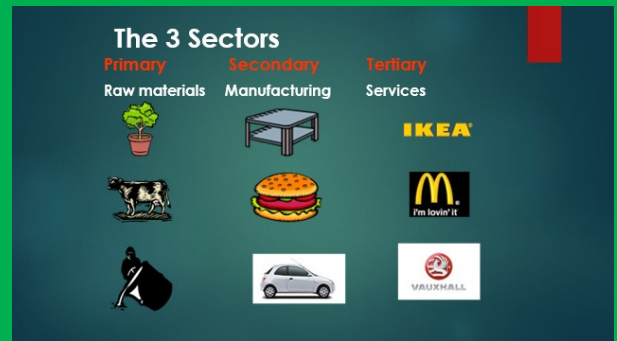 The 3 Sectors
Primary Secondary Tertiary
Raw materials Manufacturing Services
IKEA
M
i'm lovin' it
VAUXHALL